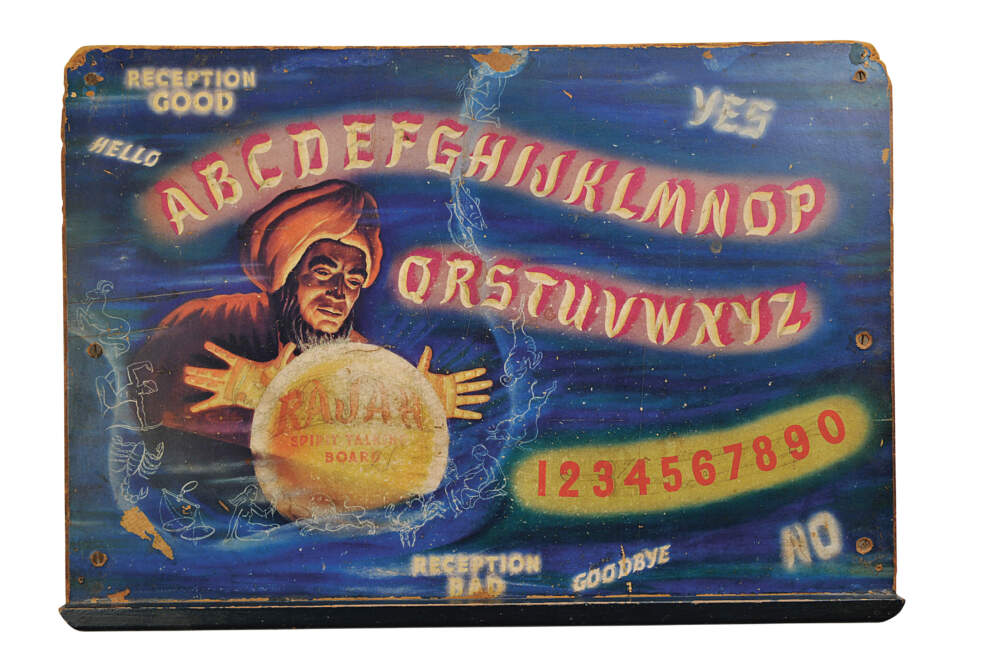 RECEPTION
GOOD
YES
HELLO
ABCDEFGHIJKLMNOP
QRSTUVWXYZ
RAJAH
SPIRIT TALKING
BOARD
1234567890
NO
RECEPTION
BAD
GOODBYE